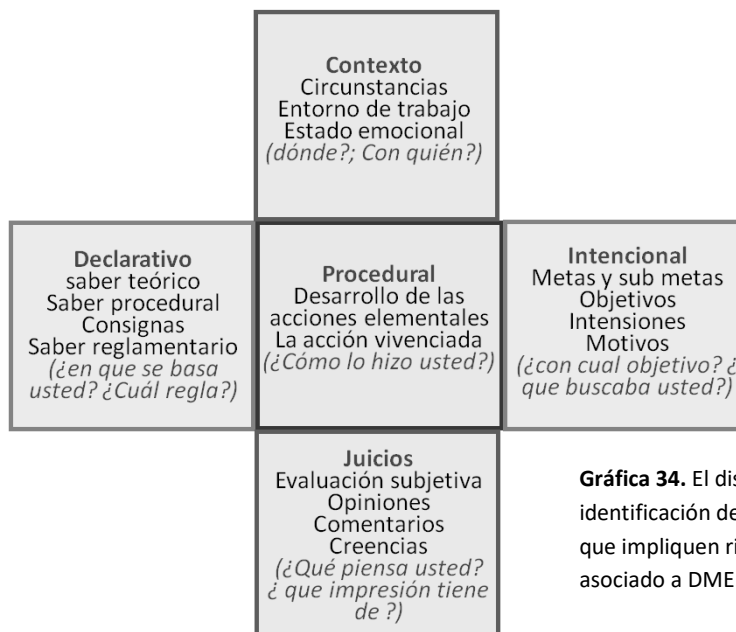 Contexto
Circunstancias
Entorno de trabajo
Estado emocional
(dónde?; Con quién?)
Declarativo
saber teórico
Saber procedural
Consignas
Saber reglamentario
(¿en que se basa
usted? ¿Cuál regla?)
Procedural
Desarrollo de las
acciones elementales
La acción vivenciada
(¿Cómo lo hizo usted?)
Intencional
Metas y sub metas
Objetivos
Intensiones
Motivos
(¿con cual objetivo? ¿
que buscaba usted?)
Juicios
Evaluación subjetiva
Opiniones
Comentarios
Creencias
(¿Qué piensa usted?
¿ que impresión tiene
de ?)
Gráfica 34. El
identificación
que impliquen
asociado a DME